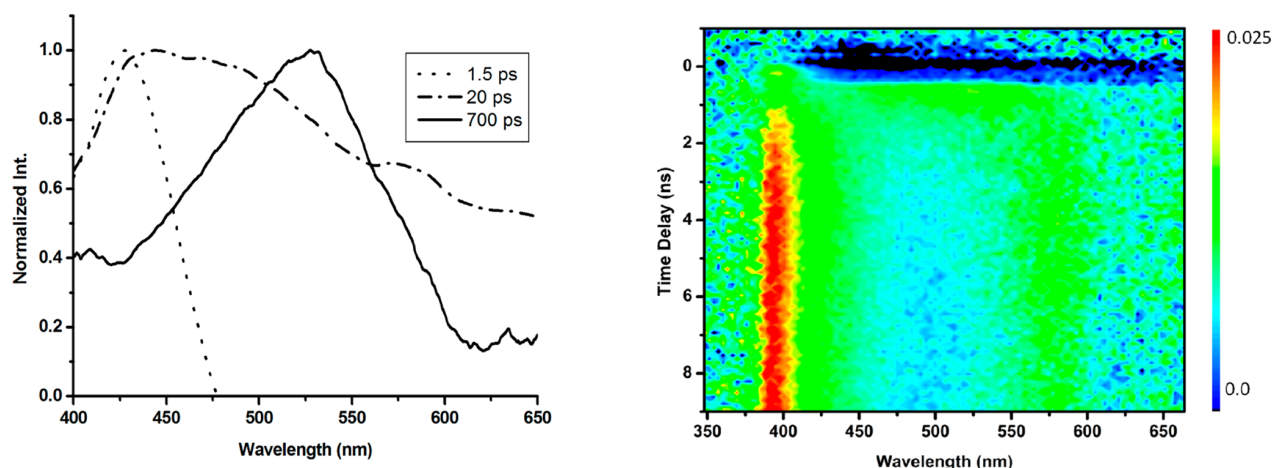 1.0
0.8
0.6
0.4
0.2
0.0
Normalized Int.
1.5 ps
20 ps
700 ps
400 450 500 550 600 650
Wavelength (nm)
0
2
4
6
8
Time Delay (ns)
350 400 450 500 550 600 650
Wavelength (nm)
0.025
0.0